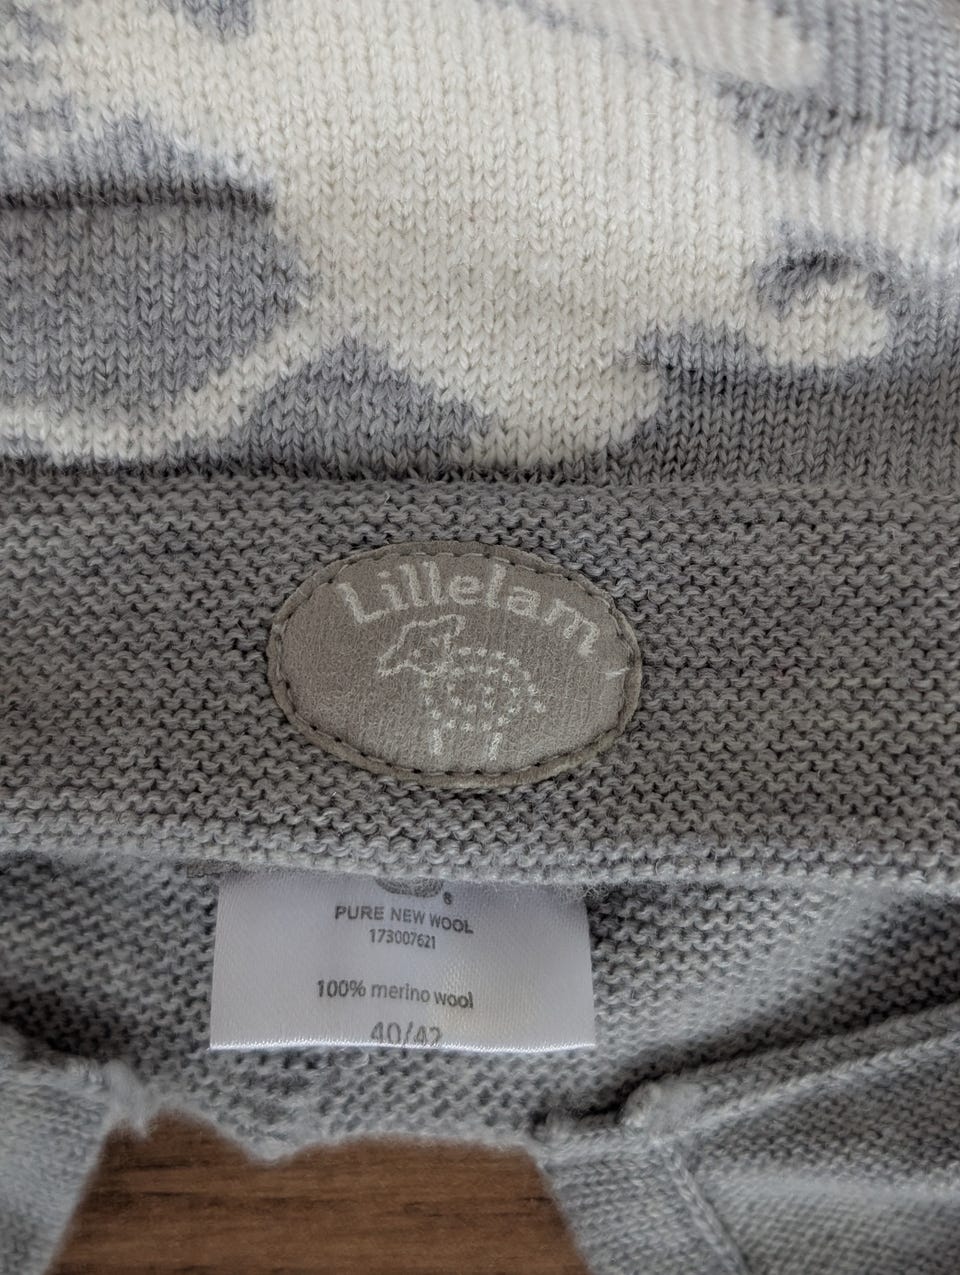 Lillelam
®
PURE NEW WOOL
173007621
100% merino wool
40/42